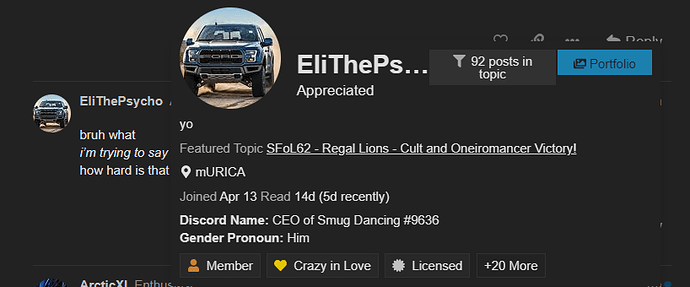 Reply
EliThePs…
92 posts in
topic
Portfolio
Appreciated
EliThePsycho
yo
bruh what
i'm trying to say
how hard is that
Featured Topic SFoL62 - Regal Lions - Cult and Oneiromancer Victory!
mURICA
Joined Apr 13 Read 14d (5d recently)
Discord Name: CEO of Smug Dancing #9636
Gender Pronoun: Him
Member
Crazy in Love
Licensed
+20 More
ArcticXI